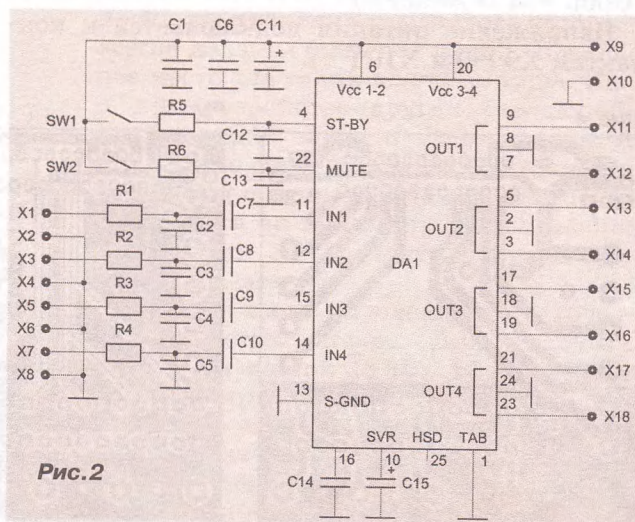 C1 C6 C11 +
X9
X10
6 20
Vcc 1-2 Vcc 3-4
SW1 R5 4 ST-BY
C12
SW2 R6 22 MUTE
C13
9 X11
OUT1 8
7 X12
R1 C7 11 IN1
X1
X2 C2
R2 C8 12 IN2
X3
X4 C3
R3 C9 15 IN3
X5
X6 C4
R4 C10 14 IN4
X7
X8 C5
DA1
5 X13
OUT2 2
3 X14
17 X15
OUT3 18
19 X16
21 X17
OUT4 24
23 X18
13 S-GND
SVR HSD TAB
16 10 25 1
C14 + C15
Рис.2